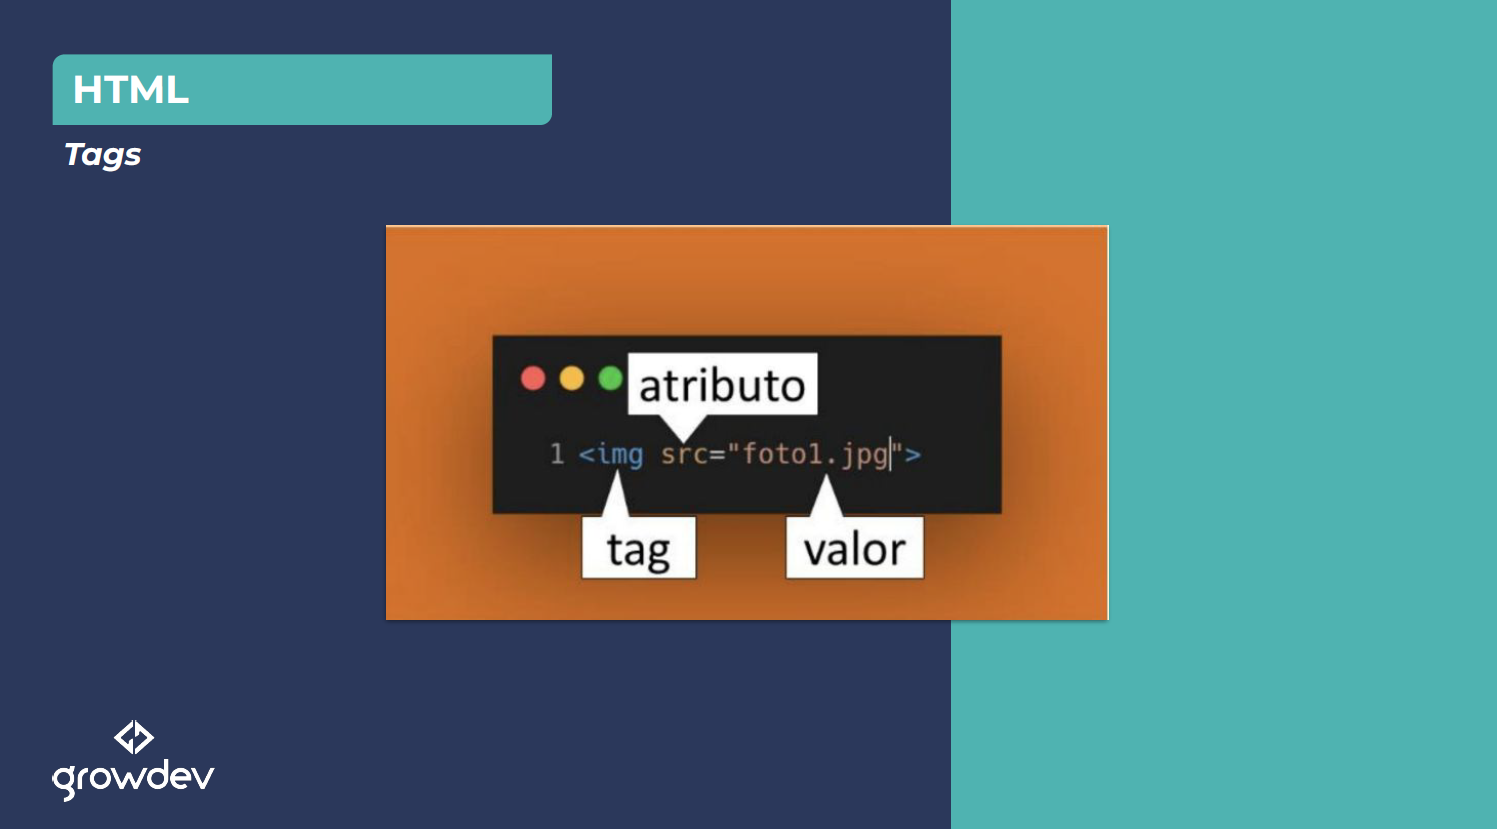 HTML
Tags
atributo
1 <img src="foto1.jpg">
tag
valor
growdev